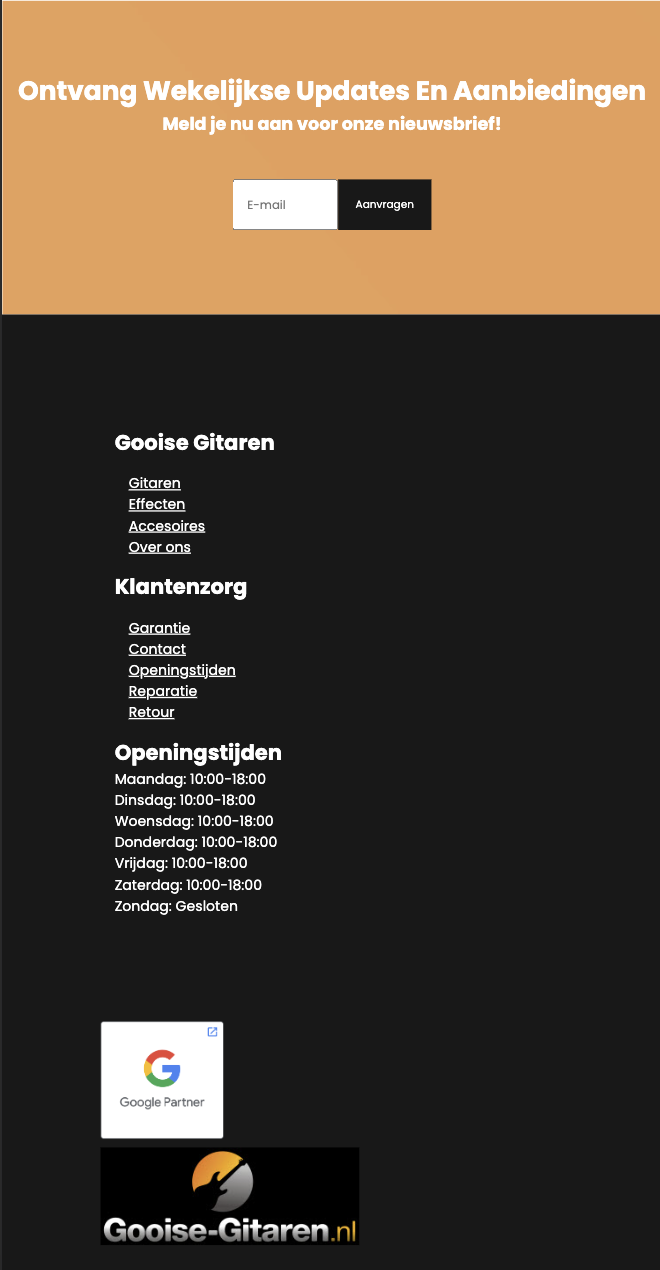 Ontvang Wekelijkse Updates En Aanbiedingen
Meld je nu aan voor onze nieuwsbrief!
E-mail
Aanvragen
Gooise Gitaren
Gitaren
Effecten
Accesoires
Over ons
Klantenzorg
Garantie
Contact
Openingstijden
Reparatie
Retour
Openingstijden
Maandag: 10:00-18:00
Dinsdag: 10:00-18:00
Woensdag: 10:00-18:00
Donderdag: 10:00-18:00
Vrijdag: 10:00-18:00
Zaterdag: 10:00-18:00
Zondag: Gesloten
Google Partner
Gooise-Gitaren.nl